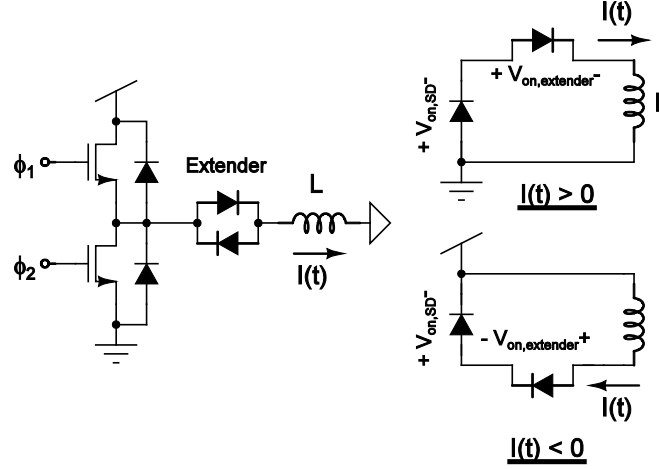 ϕ1
ϕ2
Extender
L
I(t)
I(t)
+ Von,extender-
+ Von,SD-
I
I(t) > 0
+ Von,SD-
- Von,extender+
I(t)
I(t) < 0